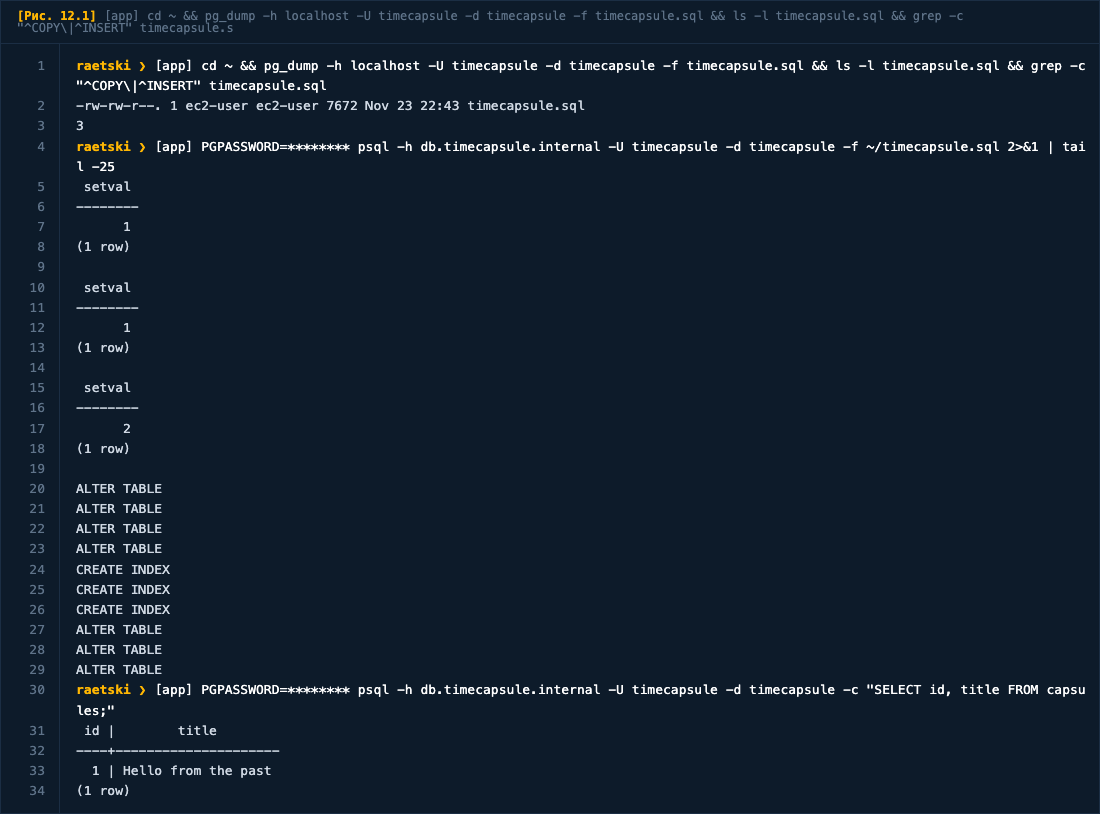 [Рис. 12.1] [app] cd ~ && pg_dump -h localhost -U timecapsule -d timecapsule -f timecapsule.sql && ls -l timecapsule.sql && grep -c
"^COPY\|^INSERT" timecapsule.s
1 raetski ❯ [app] cd ~ && pg_dump -h localhost -U timecapsule -d timecapsule -f timecapsule.sql && ls -l timecapsule.sql && grep -c
"^COPY\|^INSERT" timecapsule.sql
2 -rw-rw-r--. 1 ec2-user ec2-user 7672 Nov 23 22:43 timecapsule.sql
3 3
4 raetski ❯ [app] PGPASSWORD=******** psql -h db.timecapsule.internal -U timecapsule -d timecapsule -f ~/timecapsule.sql 2>&1 | tai
l -25
5 setval
6 --------
7 1
8 (1 row)
9
10 setval
11 --------
12 1
13 (1 row)
14
15 setval
16 --------
17 2
18 (1 row)
19
20 ALTER TABLE
21 ALTER TABLE
22 ALTER TABLE
23 ALTER TABLE
24 CREATE INDEX
25 CREATE INDEX
26 CREATE INDEX
27 ALTER TABLE
28 ALTER TABLE
29 ALTER TABLE
30 raetski ❯ [app] PGPASSWORD=******** psql -h db.timecapsule.internal -U timecapsule -d timecapsule -c "SELECT id, title FROM capsu
les;"
31 id | title
32 ----+---------------------
33 1 | Hello from the past
34 (1 row)